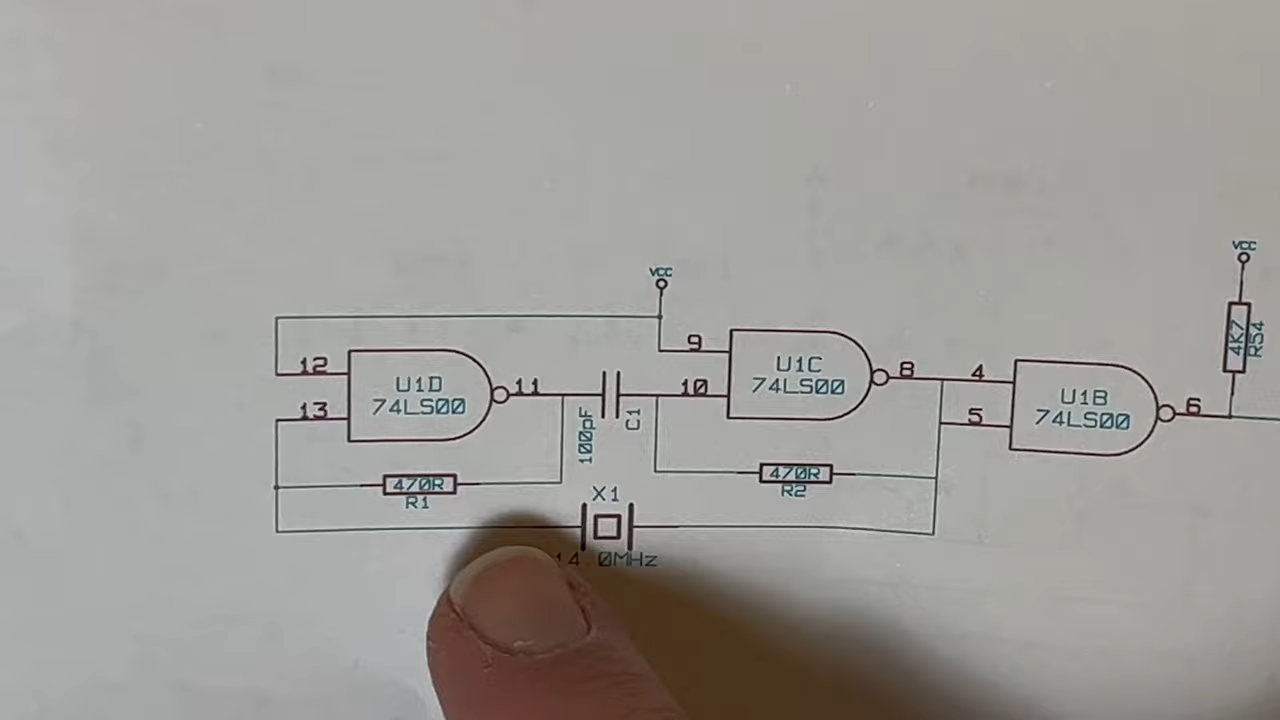 VCC
VCC
12
13
U1D
74LS00
11
100pF
C1
9
10
U1C
74LS00
8
4
5
U1B
74LS00
6
4K7
R54
470R
R1
470R
R2
X1
14.0MHz